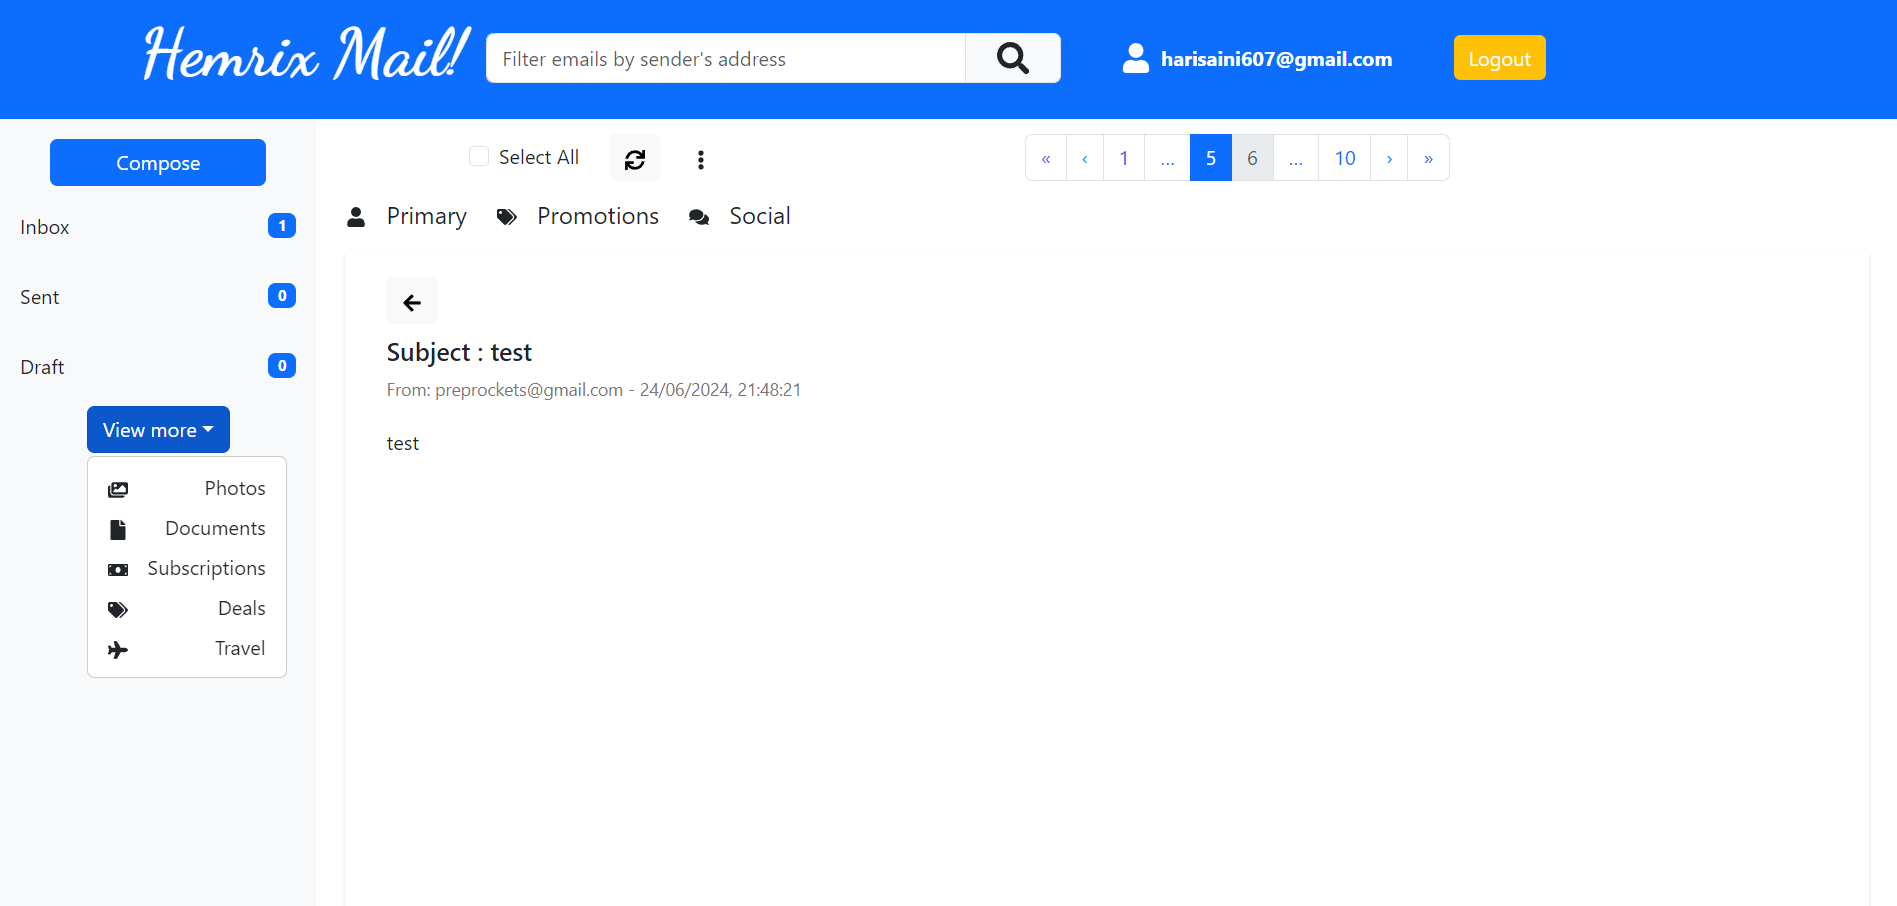 Hemrix Mail!
Filter emails by sender's address
harisaini607@gmail.com
Logout
Compose
Select All
« ‹ 1 ... 5 6 ... 10 › »
Primary Promotions Social
Inbox 1
Sent 0
Draft 0
View more
Photos
Documents
Subscriptions
Deals
Travel
Subject : test
From: preprockets@gmail.com - 24/06/2024, 21:48:21
test